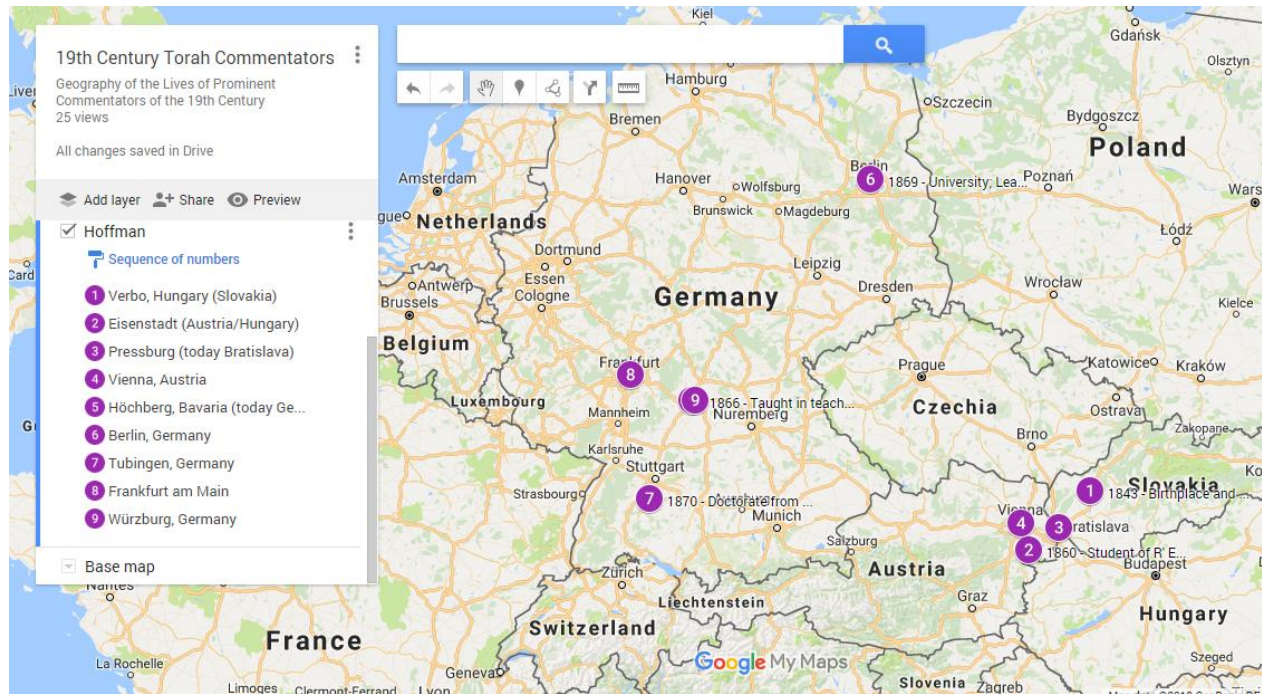 19th Century Torah Commentators
Geography of the Lives of Prominent
Commentators of the 19th Century
25 views
All changes saved in Drive
Add layer
Share
Preview
Hoffman
Sequence of numbers
1 Verbo, Hungary (Slovakia)
2 Eisenstadt (Austria/Hungary)
3 Pressburg (today Bratislava)
4 Vienna, Austria
5 Höchberg, Bavaria (today Ge...
6 Berlin, Germany
7 Tubingen, Germany
8 Frankfurt am Main
9 Würzburg, Germany
Base map
Kiel
Gdańsk
Olsztyn
Hamburg
Szczecin
Bremen
Bydgoszcz
Poland
Berlin
6
1869 - University; Lea...
Poznań
Amsterdam
Hanover
Wolfsburg
Brunswick
Magdeburg
Netherlands
Łódź
Dortmund
Essen
Leipzig
Antwerp
Cologne
Dresden
Wrocław
Brussels
Germany
Kielce
Belgium
Frankfurt
8
Prague
Katowice
Kraków
Luxembourg
9
1866 - Taught in teach...
Mannheim
Nuremberg
Czechia
Ostrava
Zakopane
Karlsruhe
Brno
Stuttgart
Strasbourg
7
1870 - Doctorate from ...
Munich
1
Slovakia
1843 - Birthplace and ...
Vienna
4
3
ratislava
Salzburg
2
1860 - Student of R' E...
Budapest
Austria
Zürich
Liechtenstein
Graz
Hungary
Nantes
Switzerland
France
Google My Maps
La Rochelle
Geneva
Szeged
Limoges
Clermont-Ferrand
Lyon
Slovenia
Zagreb